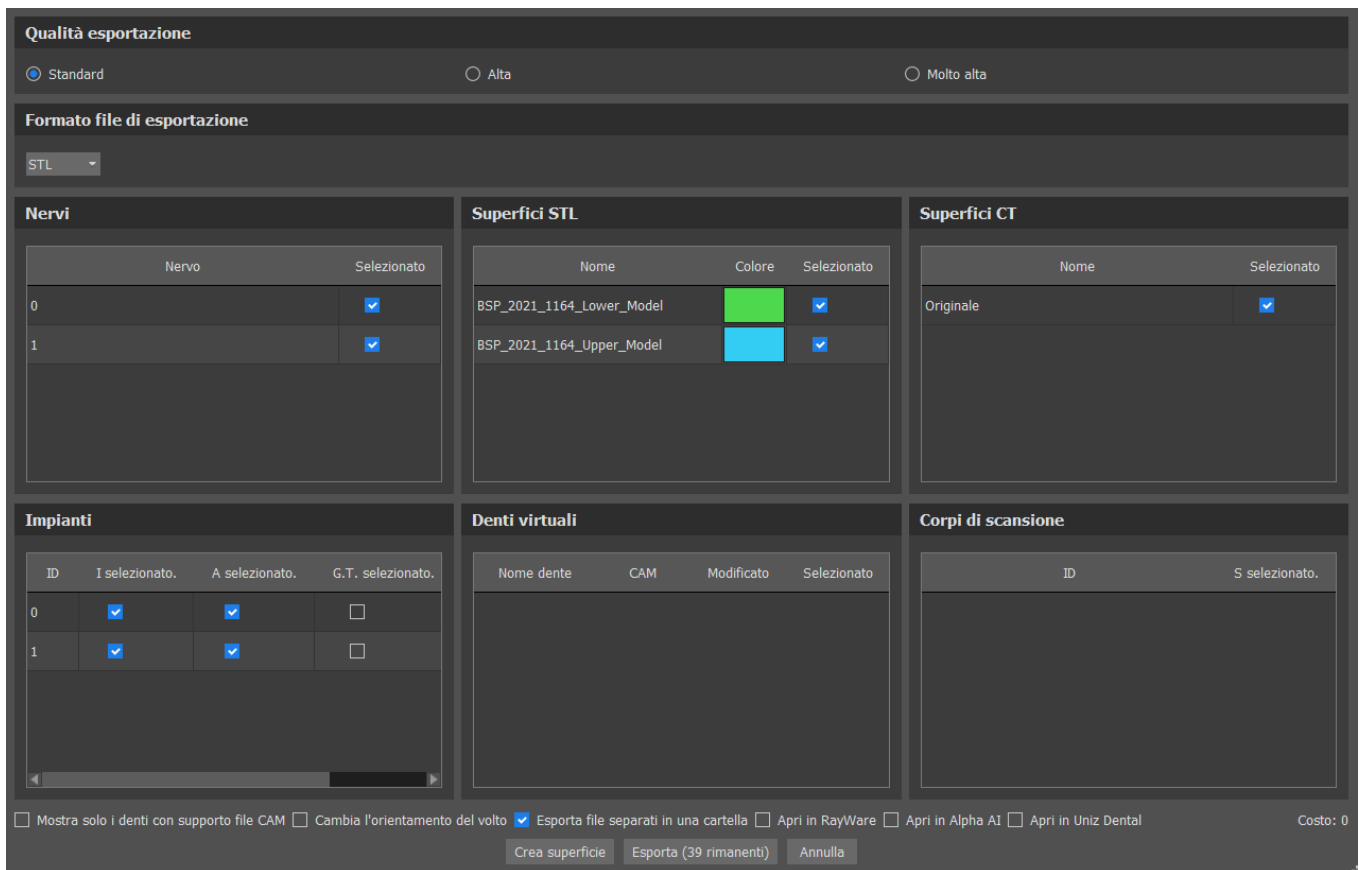 Qualità esportazione
Standard
Alta
Molto alta
Formato file di esportazione
STL
Nervi
Nervo Selezionato
0
1
Superfici STL
Nome Colore Selezionato
BSP_2021_1164_Lower_Model
BSP_2021_1164_Upper_Model
Superfici CT
Nome Selezionato
Originale
Impianti
ID I selezionato. A selezionato. G.T. selezionato.
0
1
Denti virtuali
Nome dente CAM Modificato Selezionato
Corpi di scansione
ID S selezionato.
Mostra solo i denti con supporto file CAM Cambia l'orientamento del volto Esporta file separati in una cartella Apri in RayWare Apri in Alpha AI Apri in Uniz Dental Costo: 0
Crea superficie Esporta (39 rimanenti) Annulla